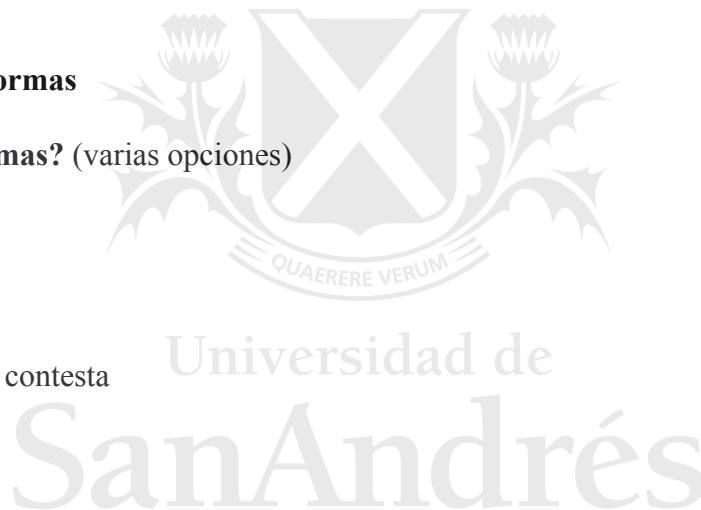 ormas
mas? (varias opciones)
QUAERERE VERUM
Universidad de
contesta
SanAndrés